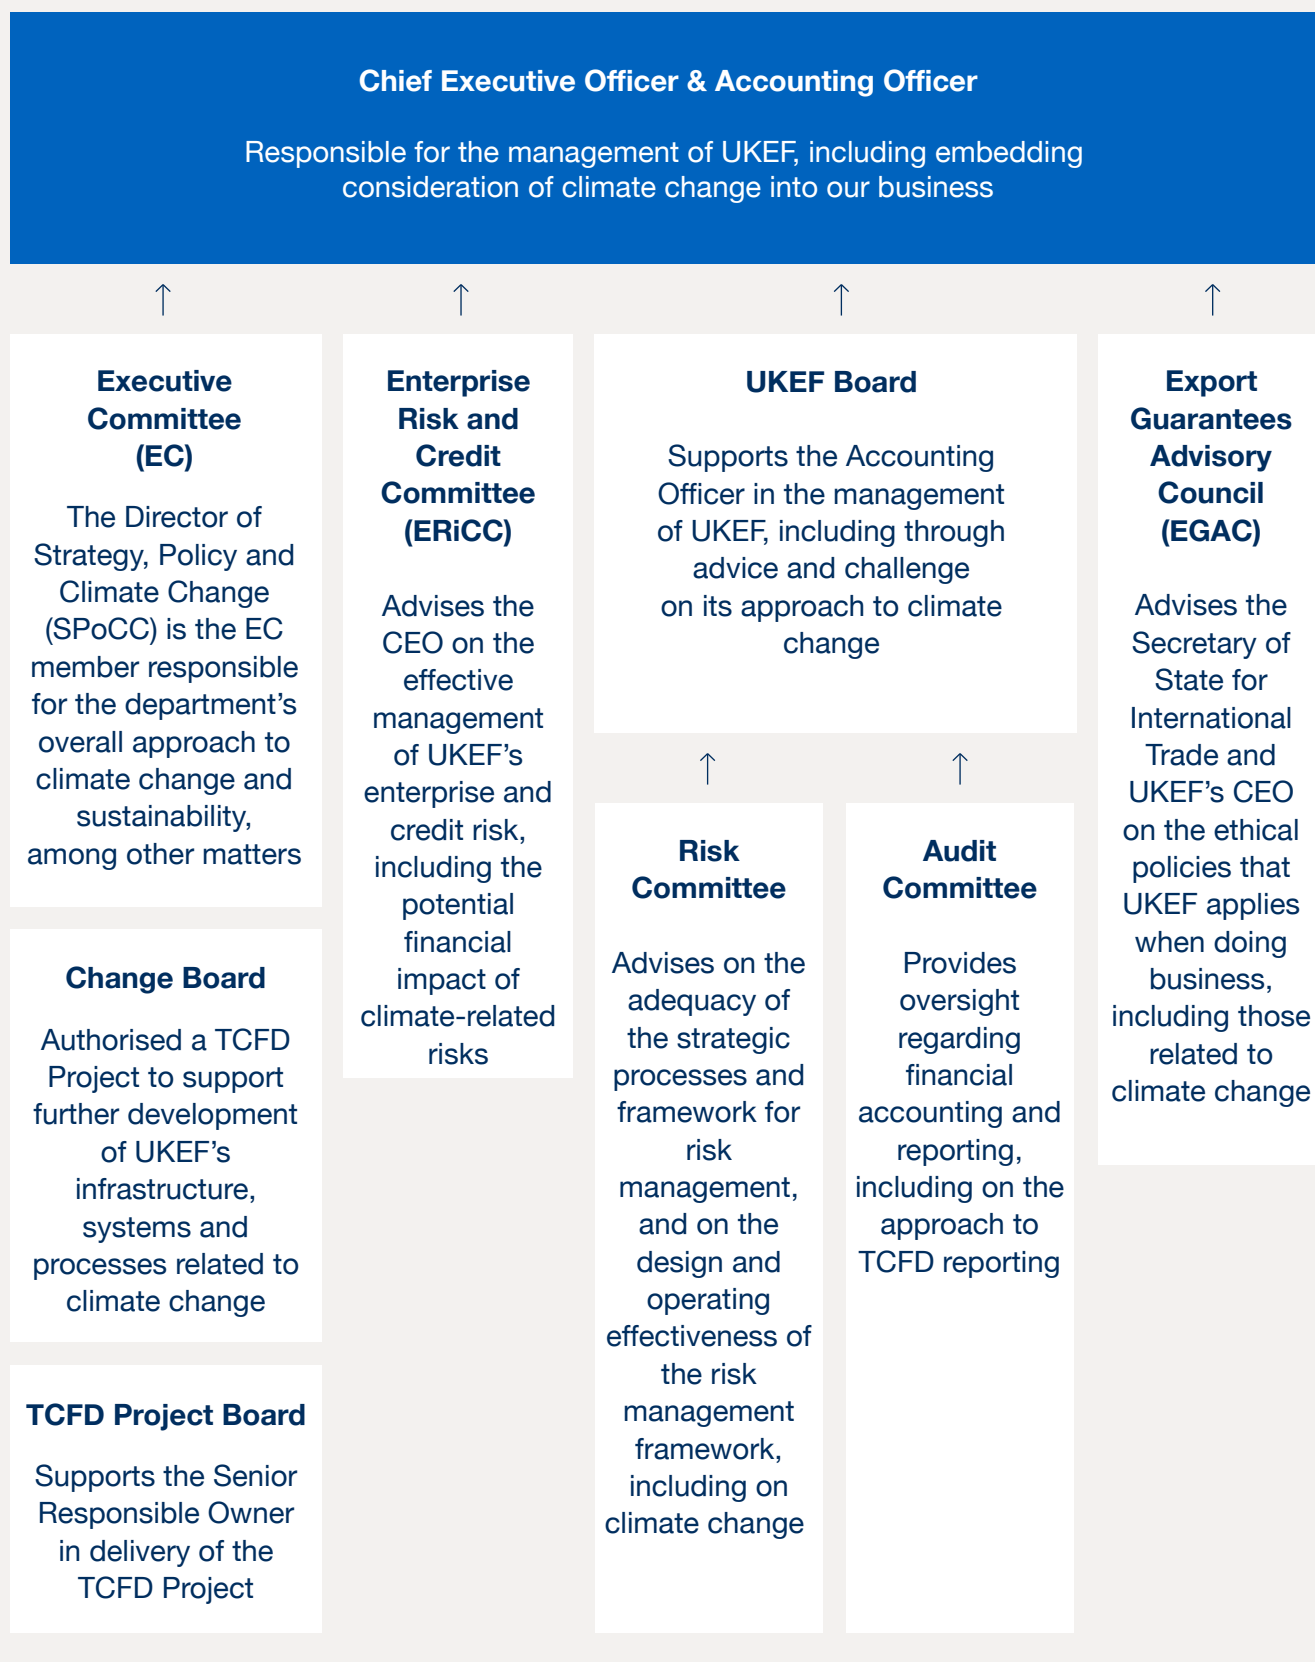 Chief Executive Officer & Accounting Officer
Responsible for the management of UKEF, including embedding
consideration of climate change into our business
↑
↑
↑
↑
Executive
Committee
(EC)
The Director of
Strategy, Policy and
Climate Change
(SPoCC) is the EC
member responsible
for the department’s
overall approach to
climate change and
sustainability,
among other matters
Change Board
Authorised a TCFD
Project to support
further development
of UKEF’s
infrastructure,
systems and
processes related to
climate change
TCFD Project Board
Supports the Senior
Responsible Owner
in delivery of the
TCFD Project
Enterprise
Risk and
Credit
Committee
(ERiCC)
Advises the
CEO on the
effective
management
of UKEF’s
enterprise and
credit risk,
including the
potential
financial
impact of
climate-related
risks
UKEF Board
Supports the Accounting
Officer in the management
of UKEF, including through
advice and challenge
on its approach to climate
change
↑
↑
Risk
Committee
Advises on the
adequacy of
the strategic
processes and
framework for
risk
management,
and on the
design and
operating
effectiveness of
the risk
management
framework,
including on
climate change
Audit
Committee
Provides
oversight
regarding
financial
accounting and
reporting,
including on the
approach to
TCFD reporting
Export
Guarantees
Advisory
Council
(EGAC)
Advises the
Secretary of
State for
International
Trade and
UKEF’s CEO
on the ethical
policies that
UKEF applies
when doing
business,
including those
related to
climate change